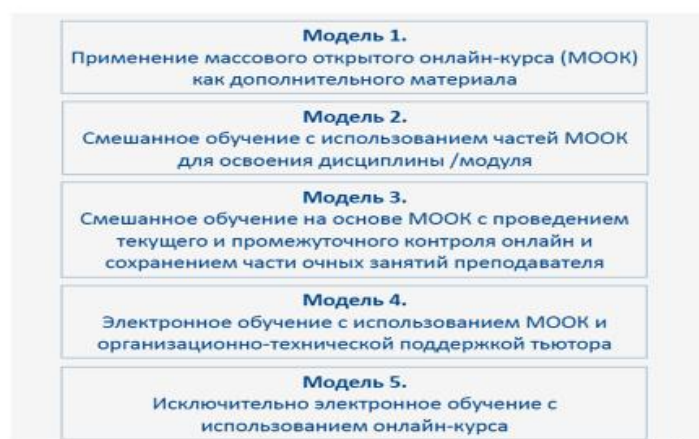 Модель 1.
Применение массового открытого онлайн-курса (МООК)
как дополнительного материала
Модель 2.
Смешанное обучение с использованием частей МООК
для освоения дисциплины /модуля
Модель 3.
Смешанное обучение на основе МООК с проведением
текущего и промежуточного контроля онлайн и
сохранением части очных занятий преподавателя
Модель 4.
Электронное обучение с использованием МООК и
организационно-технической поддержкой тьютора
Модель 5.
Исключительно электронное обучение с
использованием онлайн-курса